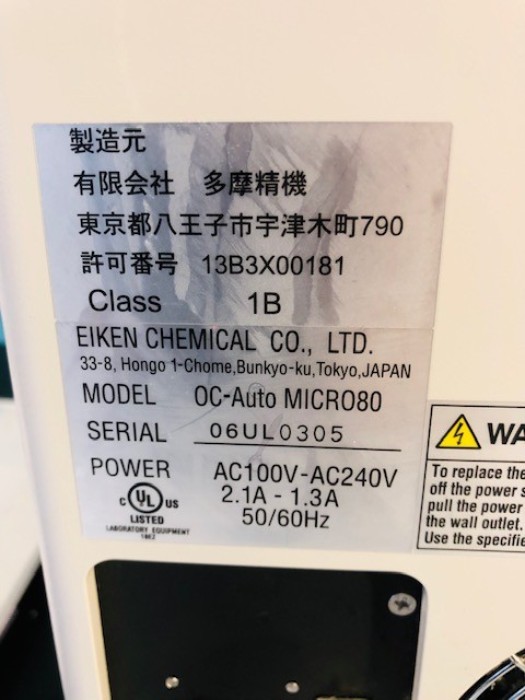 製造元
有限会社 多摩精機
東京都八王子市宇津木町790
許可番号 13B3X00181
Class 1B
EIKEN CHEMICAL CO., LTD.
33-8, Hongo 1-Chome,Bunkyo-ku,Tokyo,JAPAN
MODEL OC-Auto MICRO80
SERIAL 06UL0305
POWER AC100V-AC240V
2.1A - 1.3A
50/60Hz
C UL US
LISTED
LABORATORY EQUIPMENT
WA
To replace the
off the power s
pull the power
the wall outlet.
Use the specifie